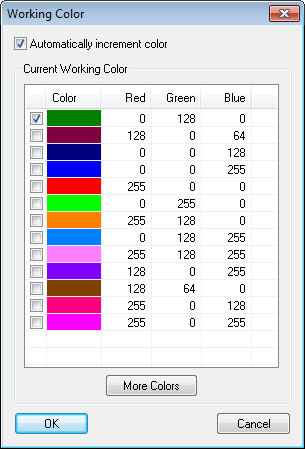 Working Color
Automatically increment color
Current Working Color
Color Red Green Blue
0 128 0
128 0 64
0 0 128
0 0 255
255 0 0
0 255 0
255 128 0
0 128 255
255 128 255
128 0 255
128 64 0
255 0 128
255 0 255
More Colors
OK Cancel